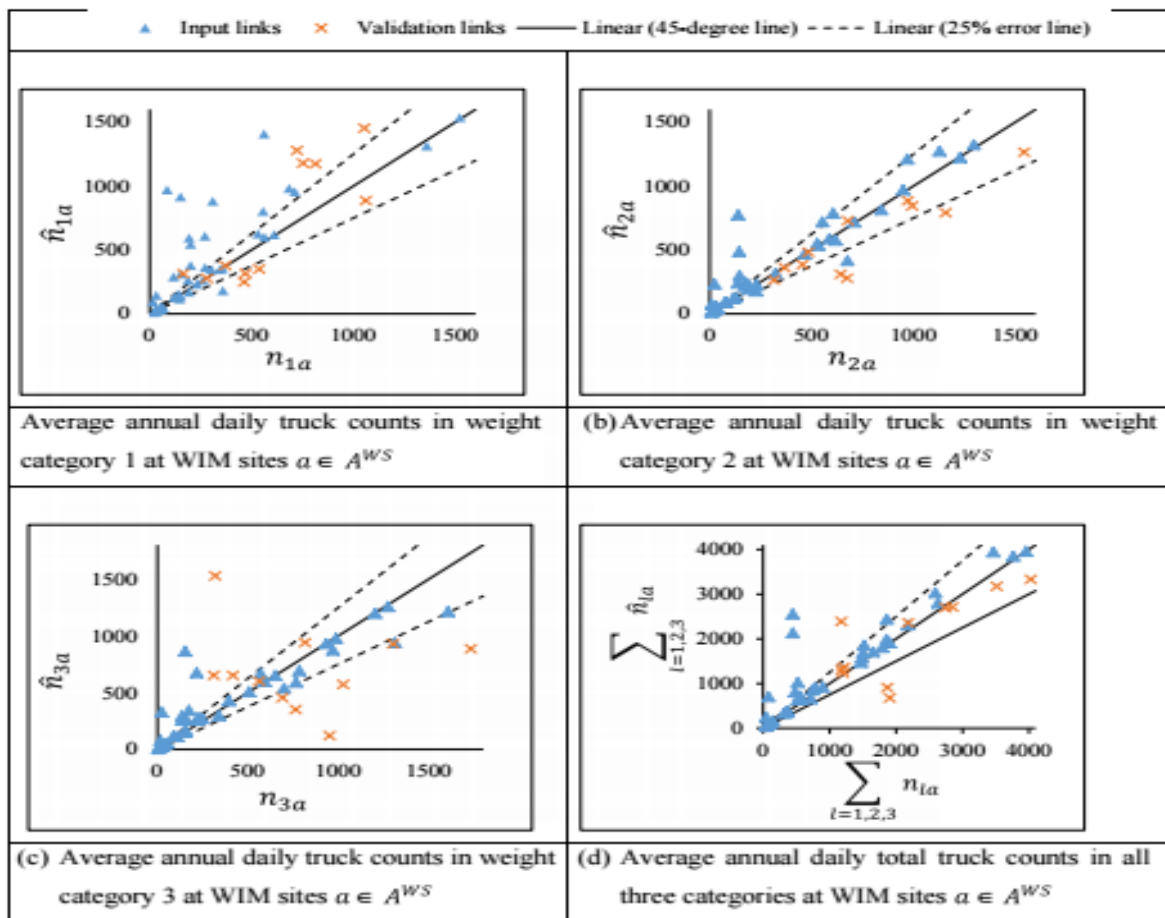 Input links Validation links Linear (45-degree line) Linear (25% error line)
1500
1000
500
0
0 500 1000 1500
n̂₁ₐ
n₁ₐ
1500
1000
500
0
0 500 1000 1500
n̂₂ₐ
n₂ₐ
Average annual daily truck counts in weight
category 1 at WIM sites a ∈ A^WS
(b) Average annual daily truck counts in weight
category 2 at WIM sites a ∈ A^WS
1500
1000
500
0
0 500 1000 1500
n̂₃ₐ
n₃ₐ
4000
3000
2000
1000
0
0 1000 2000 3000 4000
∑ n̂ₗₐ
l=1,2,3
∑ nₗₐ
l=1,2,3
(c) Average annual daily truck counts in weight
category 3 at WIM sites a ∈ A^WS
(d) Average annual daily total truck counts in all
three categories at WIM sites a ∈ A^WS